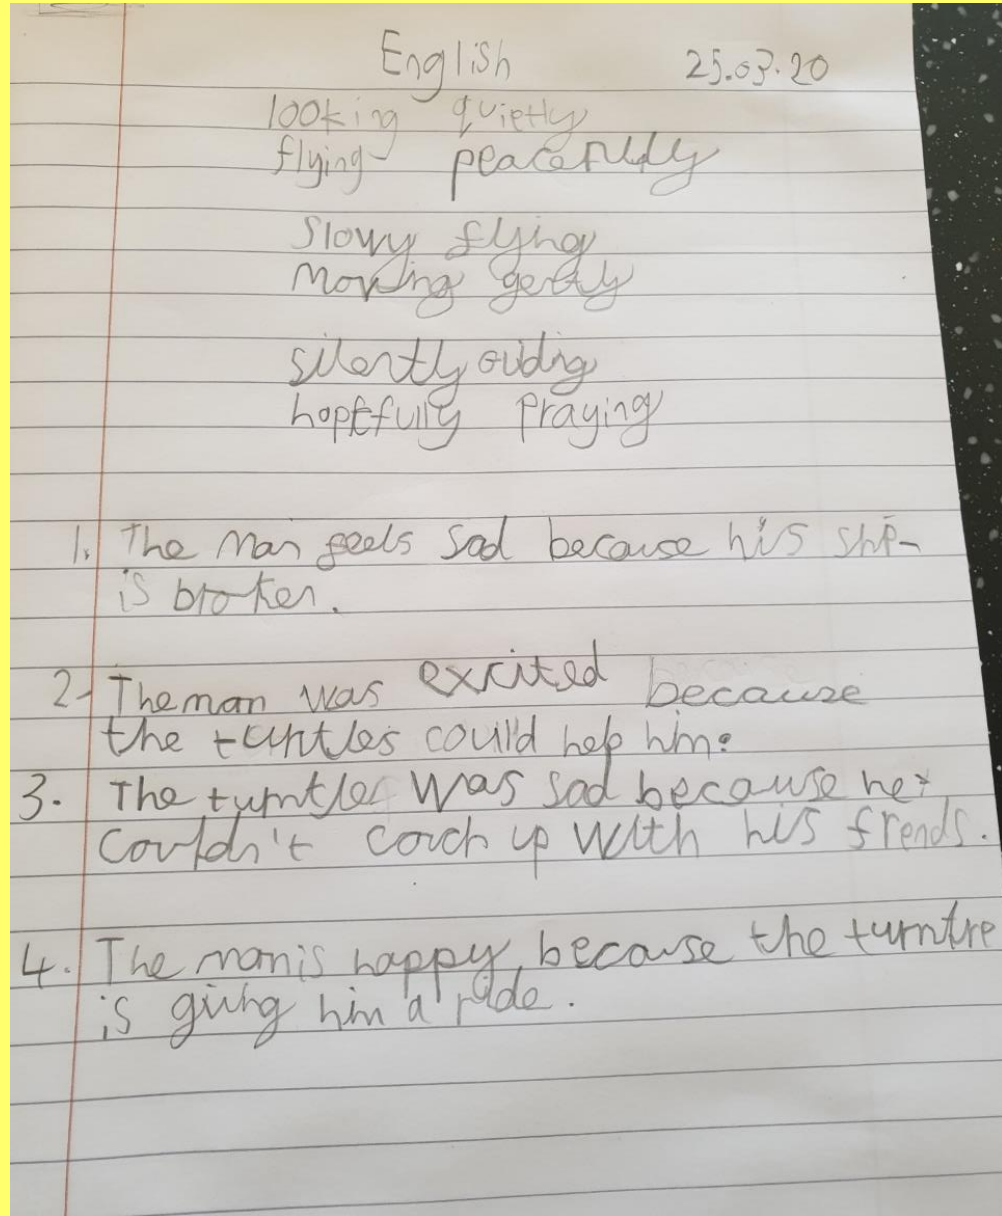 English 25.03.20
looking quietly
flying peacefully
Slowy flying
Moving gently
silently guiding
hopefully Praying
1. The Man feels Sad because his ship
is broken.
2- The man was excited because
the turntles could help him.
3. The turntles Was sad because he
Couldn't coach up With his frends.
4. The man is happy because the turntre
is giving him a ride.